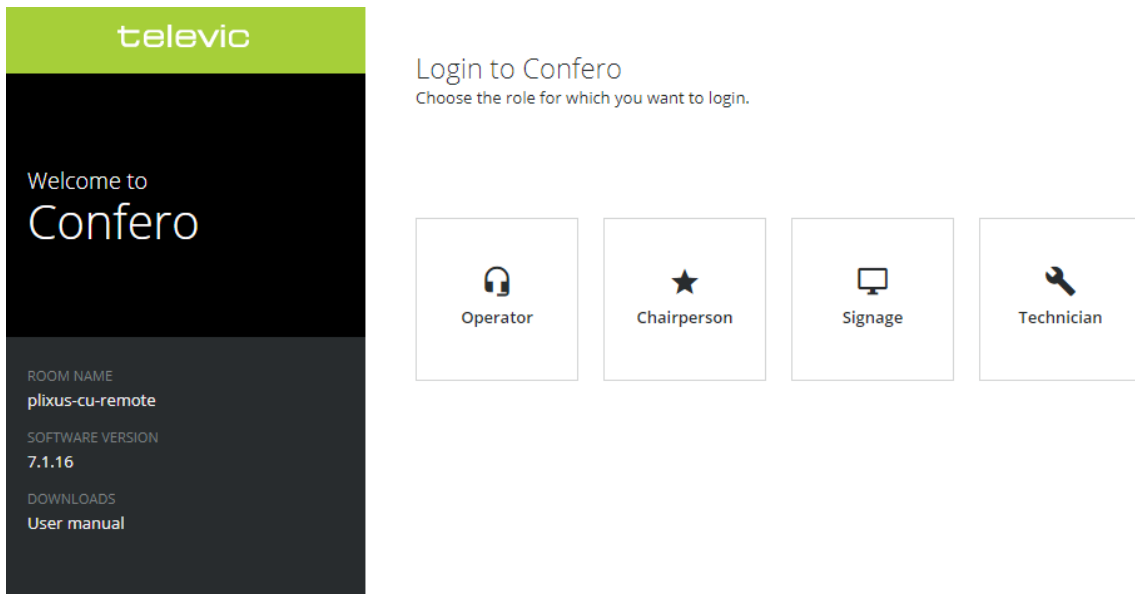 televic
Welcome to
Confero
ROOM NAME
plixus-cu-remote
SOFTWARE VERSION
7.1.16
DOWNLOADS
User manual
Login to Confero
Choose the role for which you want to login.
Operator
Chairperson
Signage
Technician